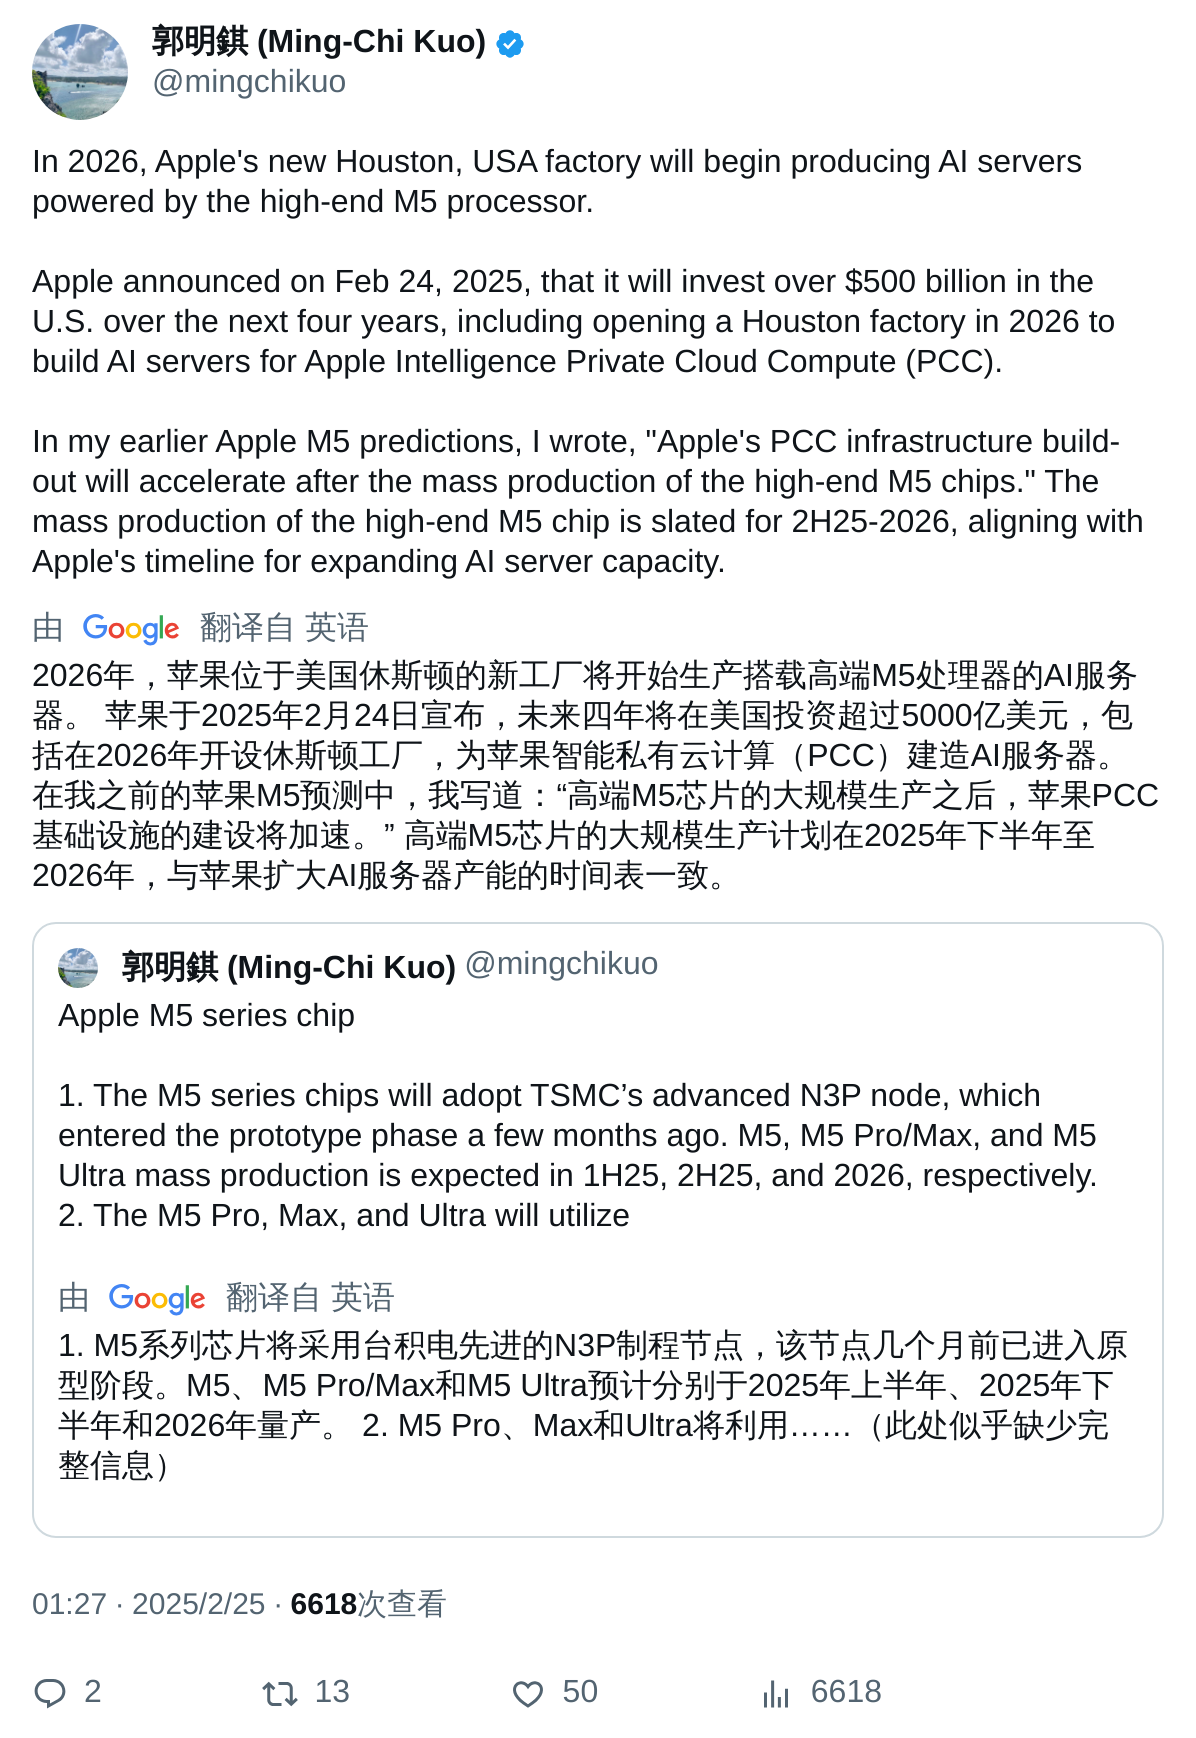 郭明錤 (Ming-Chi Kuo)
@mingchikuo
In 2026, Apple's new Houston, USA factory will begin producing AI servers
powered by the high-end M5 processor.
Apple announced on Feb 24, 2025, that it will invest over $500 billion in the
U.S. over the next four years, including opening a Houston factory in 2026 to
build AI servers for Apple Intelligence Private Cloud Compute (PCC).
In my earlier Apple M5 predictions, I wrote, "Apple's PCC infrastructure build-
out will accelerate after the mass production of the high-end M5 chips." The
mass production of the high-end M5 chip is slated for 2H25-2026, aligning with
Apple's timeline for expanding AI server capacity.
由 Google 翻译自 英语
2026年，苹果位于美国休斯顿的新工厂将开始生产搭载高端M5处理器的AI服务
器。 苹果于2025年2月24日宣布，未来四年将在美国投资超过5000亿美元，包
括在2026年开设休斯顿工厂，为苹果智能私有云计算（PCC）建造AI服务器。
在我之前的苹果M5预测中，我写道：“高端M5芯片的大规模生产之后，苹果PCC
基础设施的建设将加速。” 高端M5芯片的大规模生产计划在2025年下半年至
2026年，与苹果扩大AI服务器产能的时间表一致。
郭明錤 (Ming-Chi Kuo) @mingchikuo
Apple M5 series chip
1. The M5 series chips will adopt TSMC’s advanced N3P node, which
entered the prototype phase a few months ago. M5, M5 Pro/Max, and M5
Ultra mass production is expected in 1H25, 2H25, and 2026, respectively.
2. The M5 Pro, Max, and Ultra will utilize
由 Google 翻译自 英语
1. M5系列芯片将采用台积电先进的N3P制程节点，该节点几个月前已进入原
型阶段。M5、M5 Pro/Max和M5 Ultra预计分别于2025年上半年、2025年下
半年和2026年量产。 2. M5 Pro、Max和Ultra将利用……（此处似乎缺少完
整信息）
01:27 · 2025/2/25 · 6618次查看
2 13 50 6618